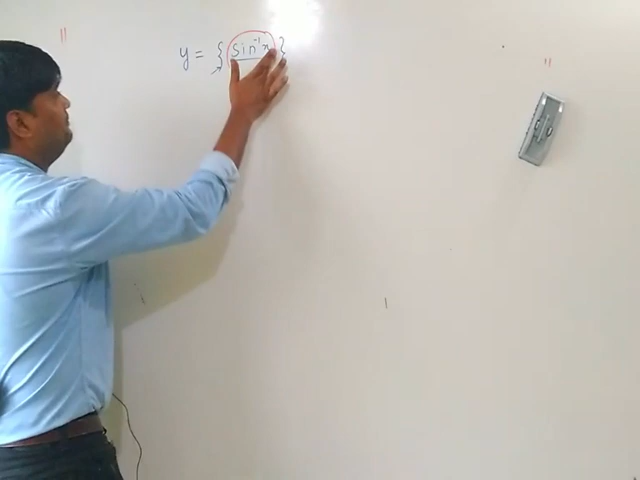 y = { sin⁻¹x }